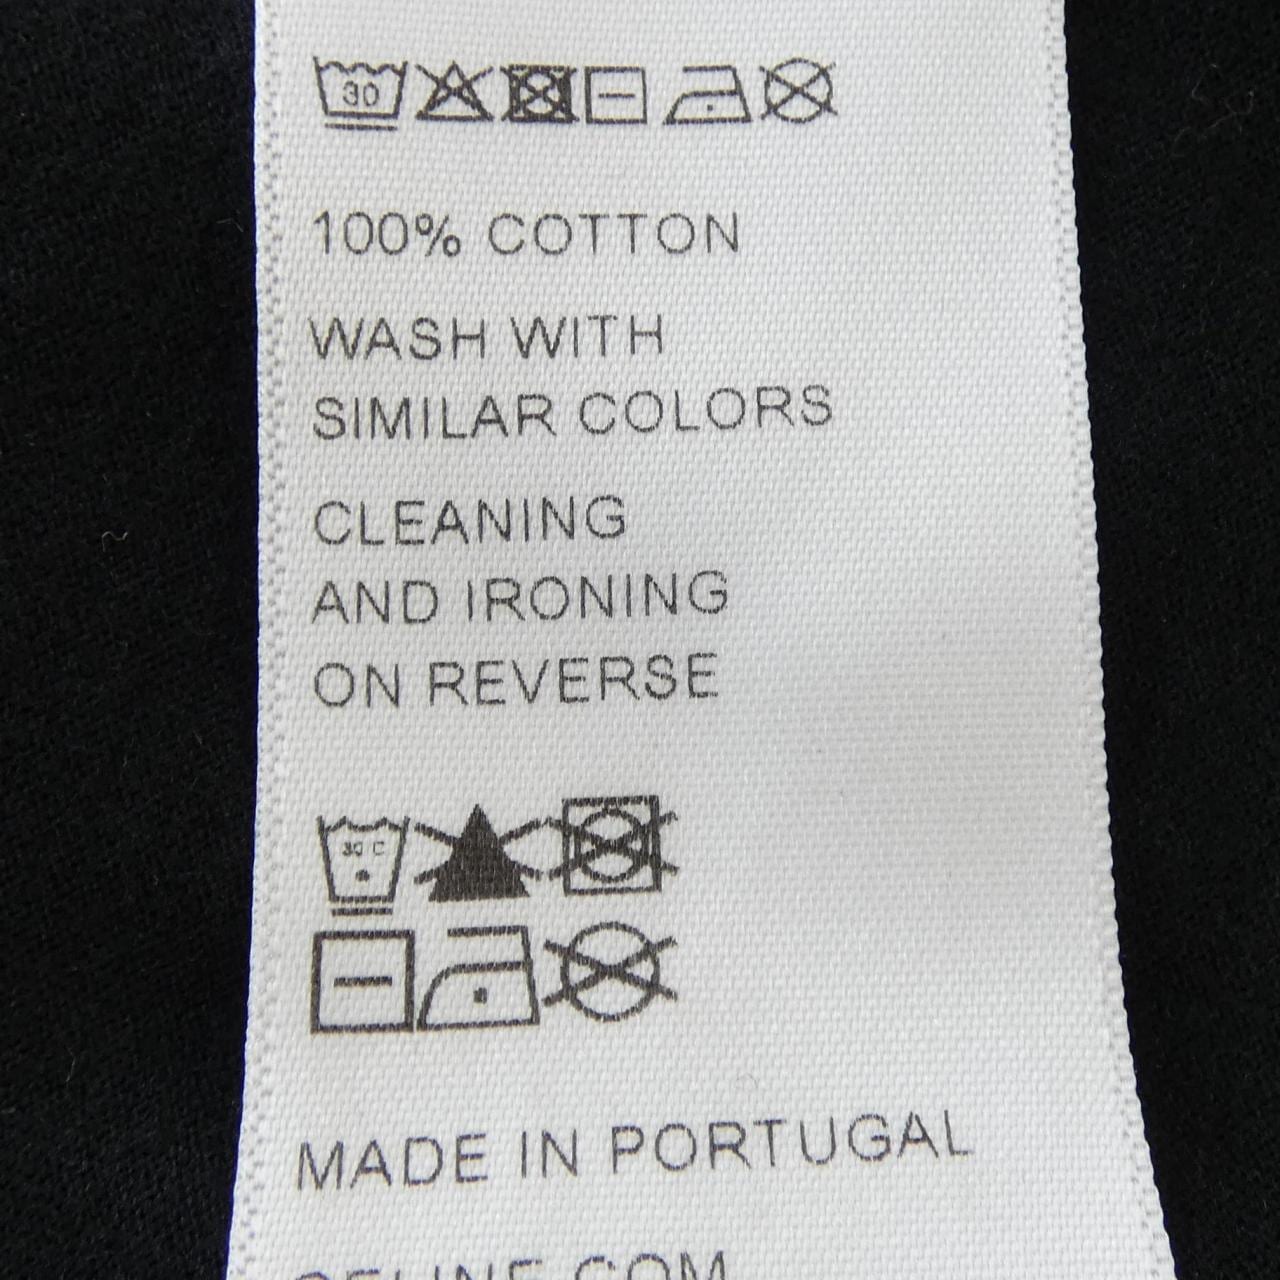 30
100% COTTON
WASH WITH
SIMILAR COLORS
CLEANING
AND IRONING
ON REVERSE
30 C
MADE IN PORTUGAL